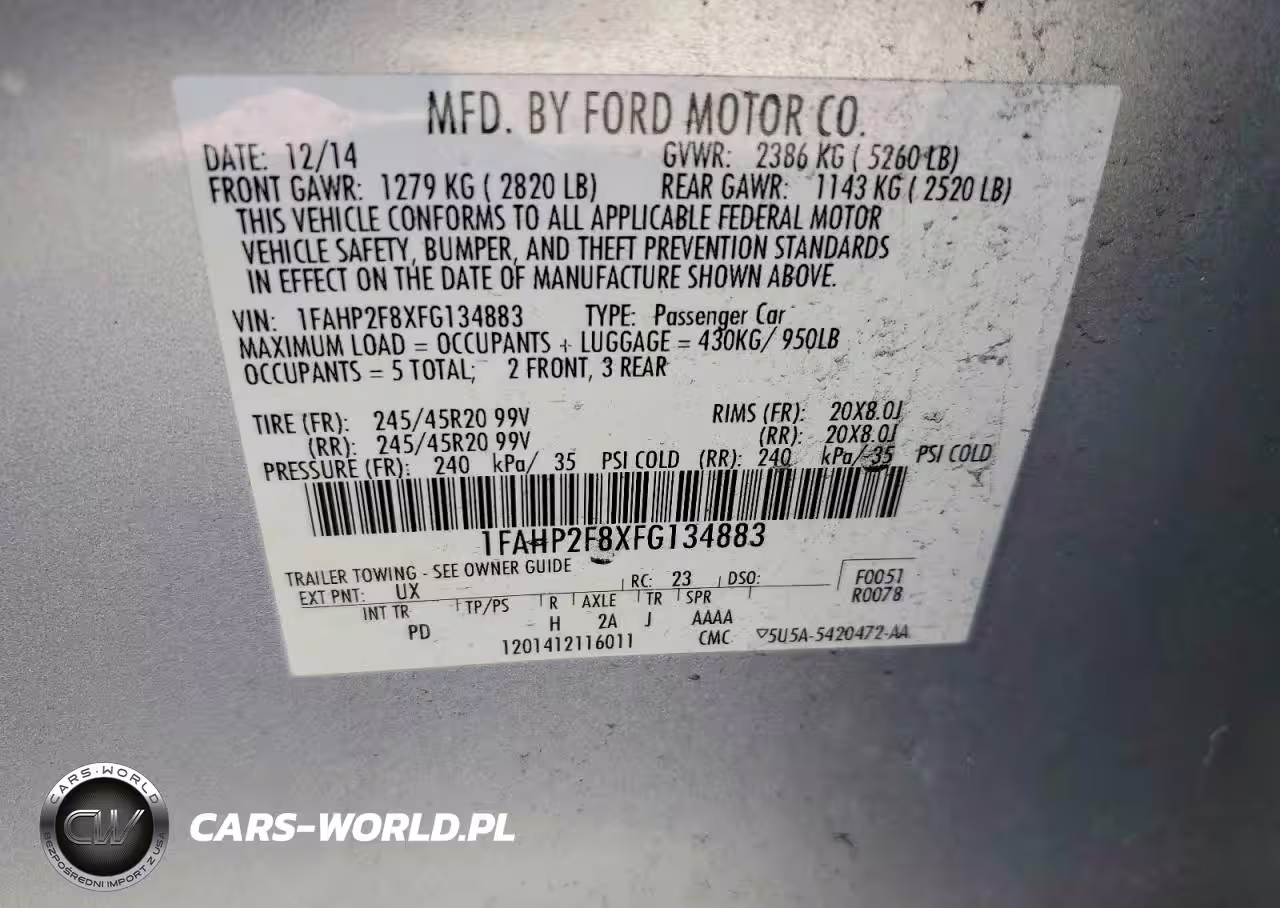 MFD. BY FORD MOTOR CO.
DATE: 12/14 GVWR: 2386 KG ( 5260 LB)
FRONT GAWR: 1279 KG ( 2820 LB) REAR GAWR: 1143 KG ( 2520 LB)
THIS VEHICLE CONFORMS TO ALL APPLICABLE FEDERAL MOTOR
VEHICLE SAFETY, BUMPER, AND THEFT PREVENTION STANDARDS
IN EFFECT ON THE DATE OF MANUFACTURE SHOWN ABOVE.
VIN: 1FAHP2F8XFG134883 TYPE: Passenger Car
MAXIMUM LOAD = OCCUPANTS + LUGGAGE = 430KG/ 950LB
OCCUPANTS = 5 TOTAL; 2 FRONT, 3 REAR
TIRE (FR): 245/45R20 99V RIMS (FR): 20X8.0J
(RR): 245/45R20 99V (RR): 20X8.0J
PRESSURE (FR): 240 kPa/ 35 PSI COLD (RR): 240 kPa/ 35 PSI COLD
1FAHP2F8XFG134883
TRAILER TOWING - SEE OWNER GUIDE
EXT PNT: UX RC: 23 DSO: F0051
R0078
INT TR TP/PS R AXLE TR SPR
PD - H 2A J AAAA
1201412116011 CMC ▽5U5A-5420472-AA
CARS-WORLD
CW
BEZPOŚREDNI IMPORT Z USA
CARS-WORLD.PL